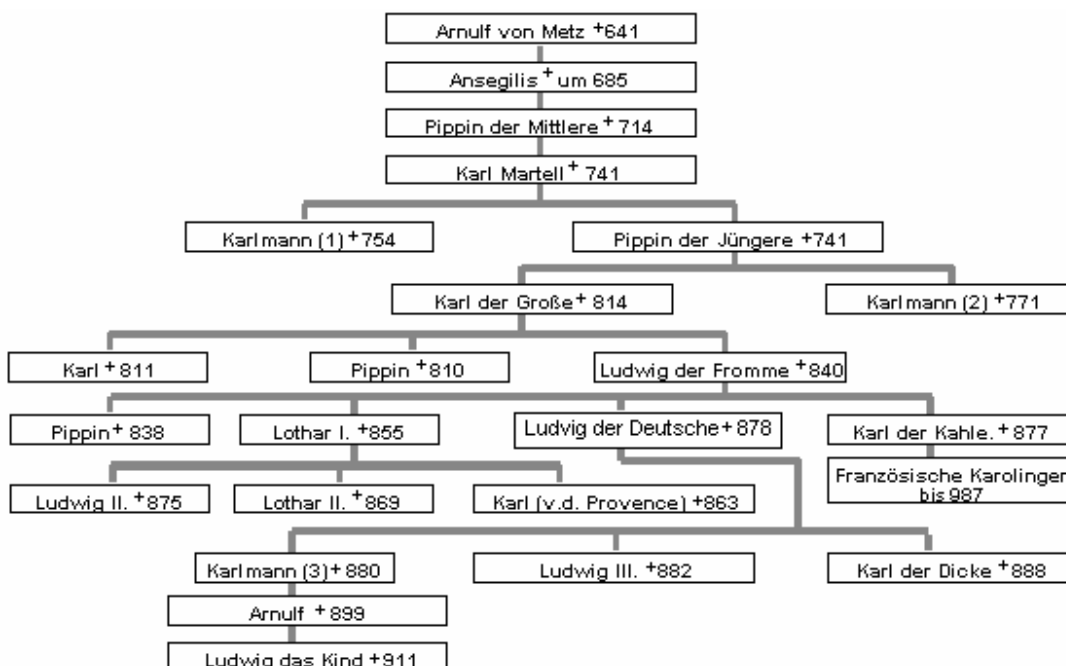 Arnulf von Metz +641
Ansegilis + um 685
Pippin der Mittlere + 714
Karl Martell + 741
Karlmann (1) +754
Pippin der Jüngere +741
Karl der Große + 814
Karlmann (2) +771
Karl +811
Pippin +810
Ludwig der Fromme +840
Pippin + 838
Lothar I. +855
Ludvig der Deutsche + 878
Karl der Kahle. +877
Ludwig II. +875
Lothar II. +869
Karl (v.d. Provence) +863
Französische Karolinger
bis 987
Karlmann (3) + 880
Ludwig III. +882
Karl der Dicke +888
Arnulf +899
Ludwig das Kind +911